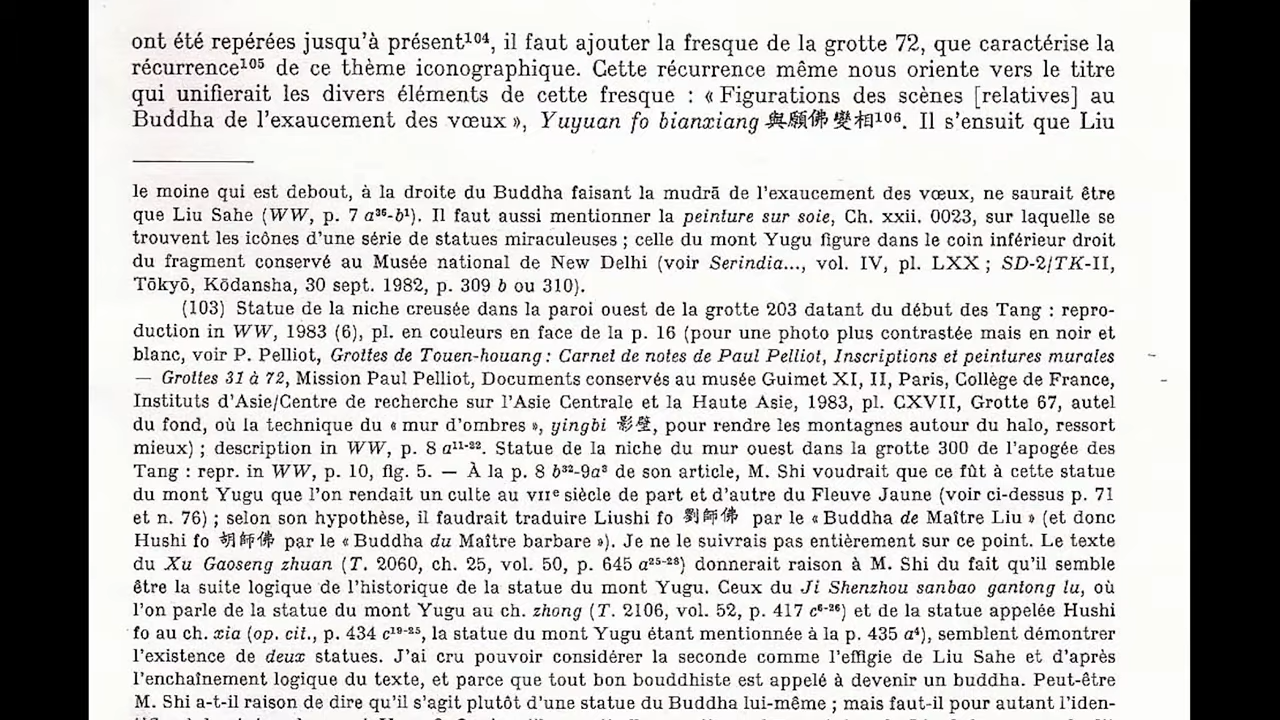 ont été repérées jusqu'à présent¹⁰⁴, il faut ajouter la fresque de la grotte 72, que caractérise la
récurrence¹⁰⁵ de ce thème iconographique. Cette récurrence même nous oriente vers le titre
qui unifierait les divers éléments de cette fresque : « Figurations des scènes [relatives] au
Buddha de l'exaucement des vœux », Yuyuan fo bianxiang 與願佛變相¹⁰⁶. Il s'ensuit que Liu
le moine qui est debout, à la droite du Buddha faisant la mudrā de l'exaucement des vœux, ne saurait être
que Liu Sahe (WW, p. 7 a³⁶-b¹). Il faut aussi mentionner la peinture sur soie, Ch. xxii. 0023, sur laquelle se
trouvent les icônes d'une série de statues miraculeuses ; celle du mont Yugu figure dans le coin inférieur droit
du fragment conservé au Musée national de New Delhi (voir Serindia..., vol. IV, pl. LXX ; SD-2/TK-II,
Tōkyō, Kōdansha, 30 sept. 1982, p. 309 b ou 310).
(103) Statue de la niche creusée dans la paroi ouest de la grotte 203 datant du début des Tang : repro-
duction in WW, 1983 (6), pl. en couleurs en face de la p. 16 (pour une photo plus contrastée mais en noir et
blanc, voir P. Pelliot, Grottes de Touen-houang : Carnet de notes de Paul Pelliot, Inscriptions et peintures murales
— Grottes 31 à 72, Mission Paul Pelliot, Documents conservés au musée Guimet XI, II, Paris, Collège de France,
Instituts d'Asie/Centre de recherche sur l'Asie Centrale et la Haute Asie, 1983, pl. CXVII, Grotte 67, autel
du fond, où la technique du « mur d'ombres », yingbi 影壁, pour rendre les montagnes autour du halo, ressort
mieux) ; description in WW, p. 8 a¹¹⁻²². Statue de la niche du mur ouest dans la grotte 300 de l'apogée des
Tang : repr. in WW, p. 10, fig. 5. — À la p. 8 b³²-9a³ de son article, M. Shi voudrait que ce fût à cette statue
du mont Yugu que l'on rendait un culte au VIIᵉ siècle de part et d'autre du Fleuve Jaune (voir ci-dessus p. 71
et n. 76) ; selon son hypothèse, il faudrait traduire Liushi fo 劉師佛 par le « Buddha de Maître Liu » (et donc
Hushi fo 胡師佛 par le « Buddha du Maître barbare »). Je ne le suivrais pas entièrement sur ce point. Le texte
du Xu Gaoseng zhuan (T. 2060, ch. 25, vol. 50, p. 645 a²⁵⁻²⁸) donnerait raison à M. Shi du fait qu'il semble
être la suite logique de l'historique de la statue du mont Yugu. Ceux du Ji Shenzhou sanbao gantong lu, où
l'on parle de la statue du mont Yugu au ch. zhong (T. 2106, vol. 52, p. 417 c⁶⁻²⁶) et de la statue appelée Hushi
fo au ch. xia (op. cit., p. 434 c¹⁹⁻²⁵, la statue du mont Yugu étant mentionnée à la p. 435 a⁴), semblent démontrer
l'existence de deux statues. J'ai cru pouvoir considérer la seconde comme l'effigie de Liu Sahe et d'après
l'enchaînement logique du texte, et parce que tout bon bouddhiste est appelé à devenir un buddha. Peut-être
M. Shi a-t-il raison de dire qu'il s'agit plutôt d'une statue du Buddha lui-même ; mais faut-il pour autant l'iden-